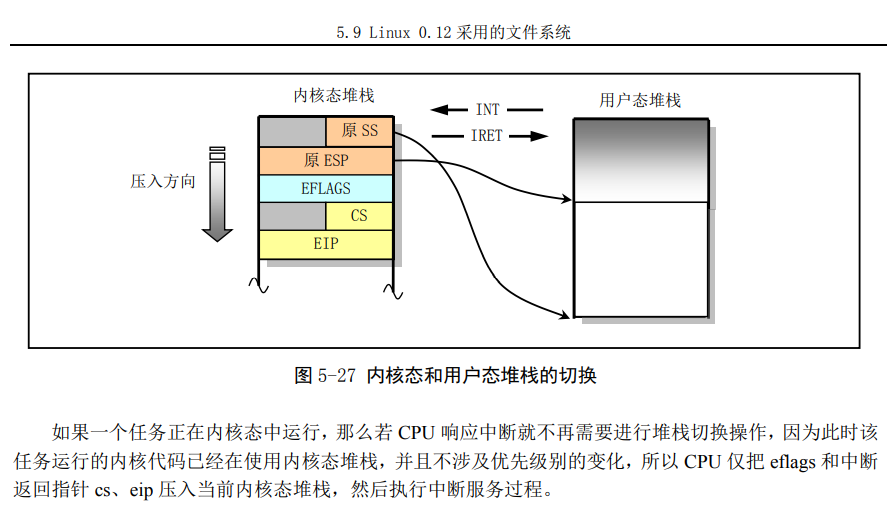 5.9 Linux 0.12 采用的文件系统
内核态堆栈
INT
用户态堆栈
IRET
原 SS
原 ESP
压入方向
EFLAGS
CS
EIP
图 5-27 内核态和用户态堆栈的切换
如果一个任务正在内核态中运行，那么若 CPU 响应中断就不再需要进行堆栈切换操作，因为此时该
任务运行的内核代码已经在使用内核态堆栈，并且不涉及优先级别的变化，所以 CPU 仅把 eflags 和中断
返回指针 cs、eip 压入当前内核态堆栈，然后执行中断服务过程。